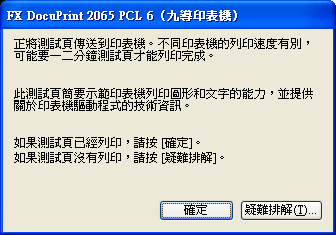 FX DocuPrint 2065 PCL 6（九導印表機）
正將測試頁傳送到印表機。不同印表機的列印速度有別，
可能要一二分鐘測試頁才能列印完成。
此測試頁簡要示範印表機列印圖形和文字的能力，並提供
關於印表機驅動程式的技術資訊。
如果測試頁已經列印，請按 [確定]。
如果測試頁沒有列印，請按 [疑難排解]。
確定
疑難排解(T)...